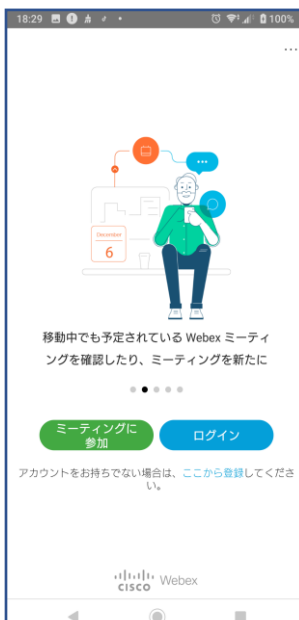 18:29 100%
December
6
移動中でも予定されている Webex ミーティ
ングを確認したり、ミーティングを新たに
ミーティングに
参加
ログイン
アカウントをお持ちでない場合は、ここから登録してくださ
い。
CISCO Webex